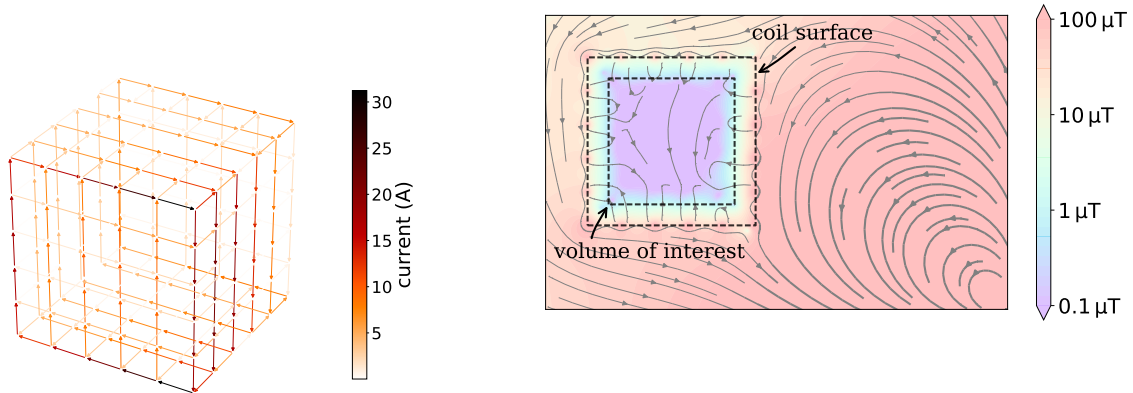 30
25
20
15
10
5
current (A)
coil surface
volume of interest
100 µT
10 µT
1 µT
0.1 µT